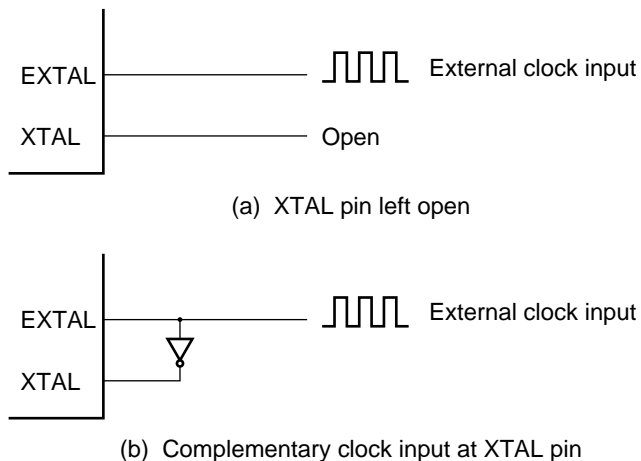 EXTAL External clock input
XTAL Open
(a) XTAL pin left open
EXTAL External clock input
XTAL
(b) Complementary clock input at XTAL pin